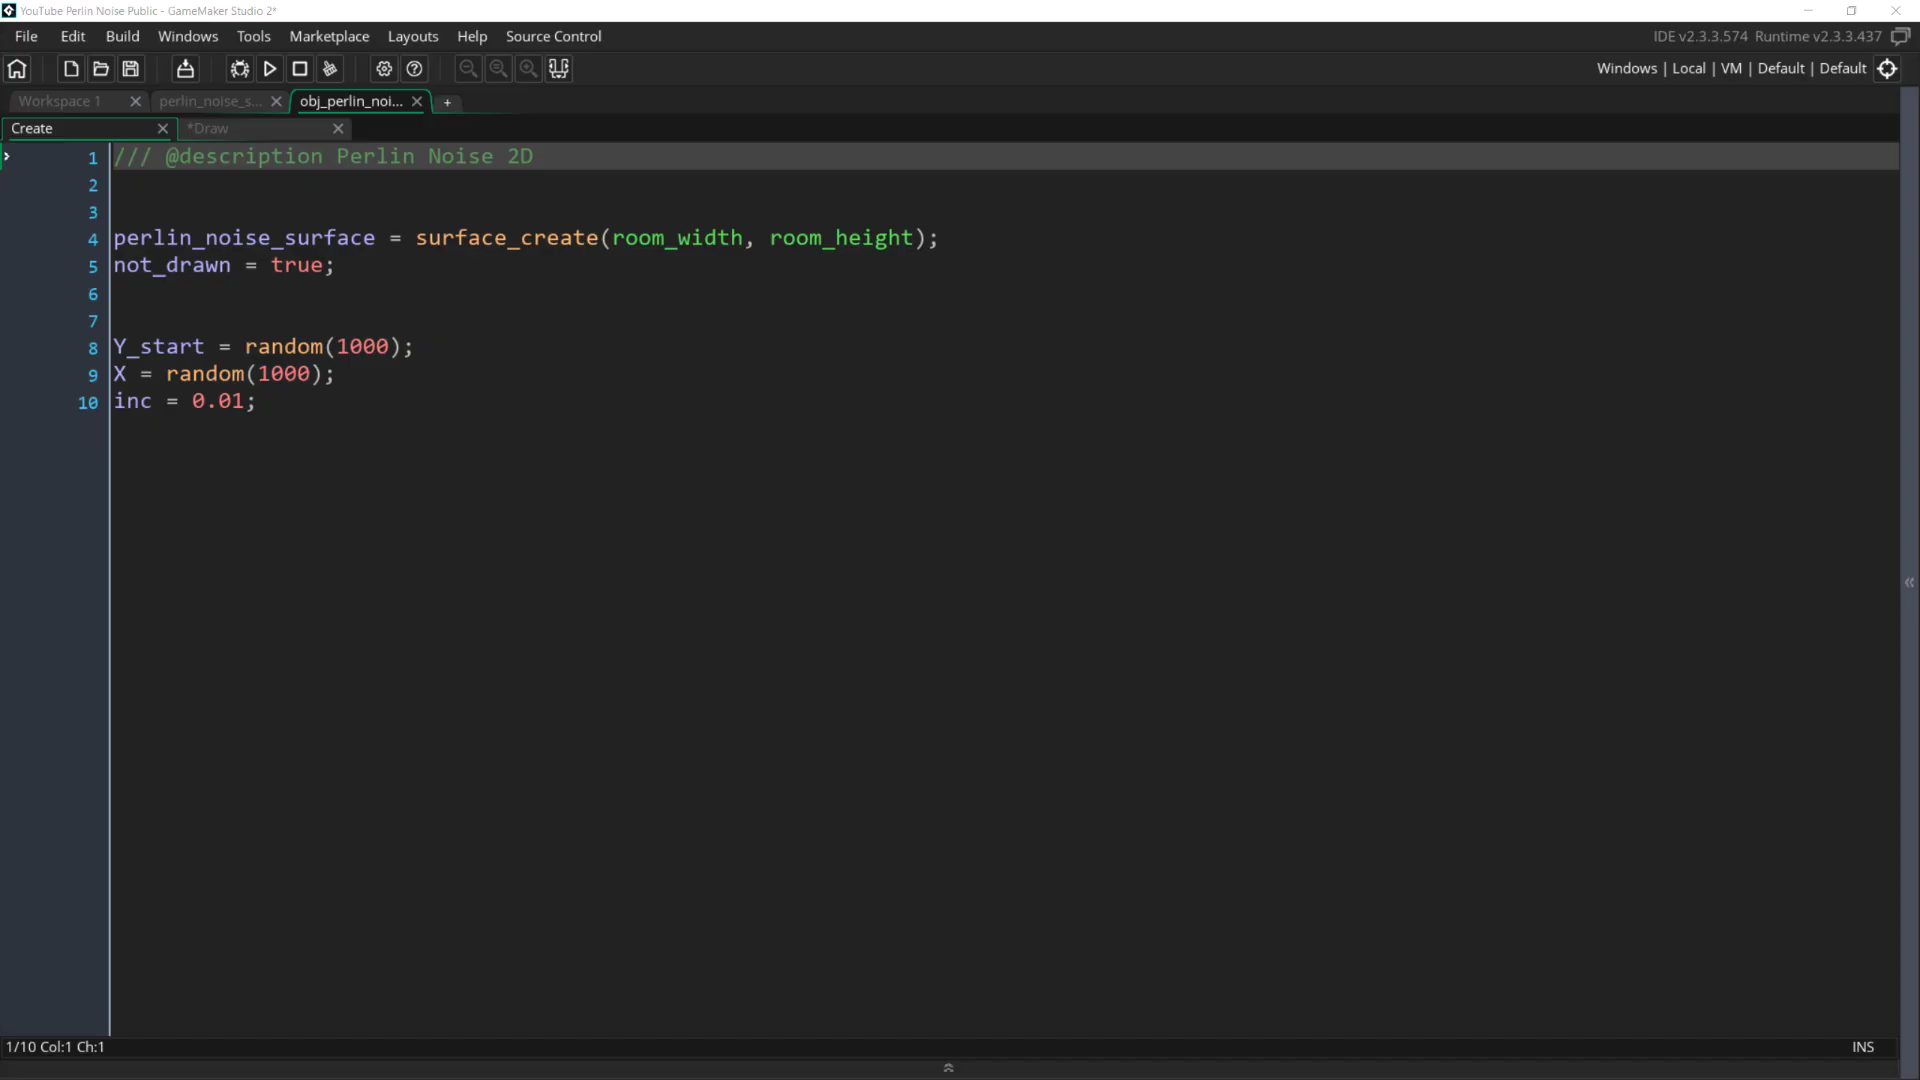 YouTube Perlin Noise Public - GameMaker Studio 2*
File Edit Build Windows Tools Marketplace Layouts Help Source Control
IDE v2.3.3.574 Runtime v2.3.3.437
Windows | Local | VM | Default | Default
Workspace 1 perlin_noise_s... obj_perlin_noi... +
Create *Draw
1 /// @description Perlin Noise 2D
2
3
4 perlin_noise_surface = surface_create(room_width, room_height);
5 not_drawn = true;
6
7
8 Y_start = random(1000);
9 X = random(1000);
10 inc = 0.01;
1/10 Col:1 Ch:1
INS